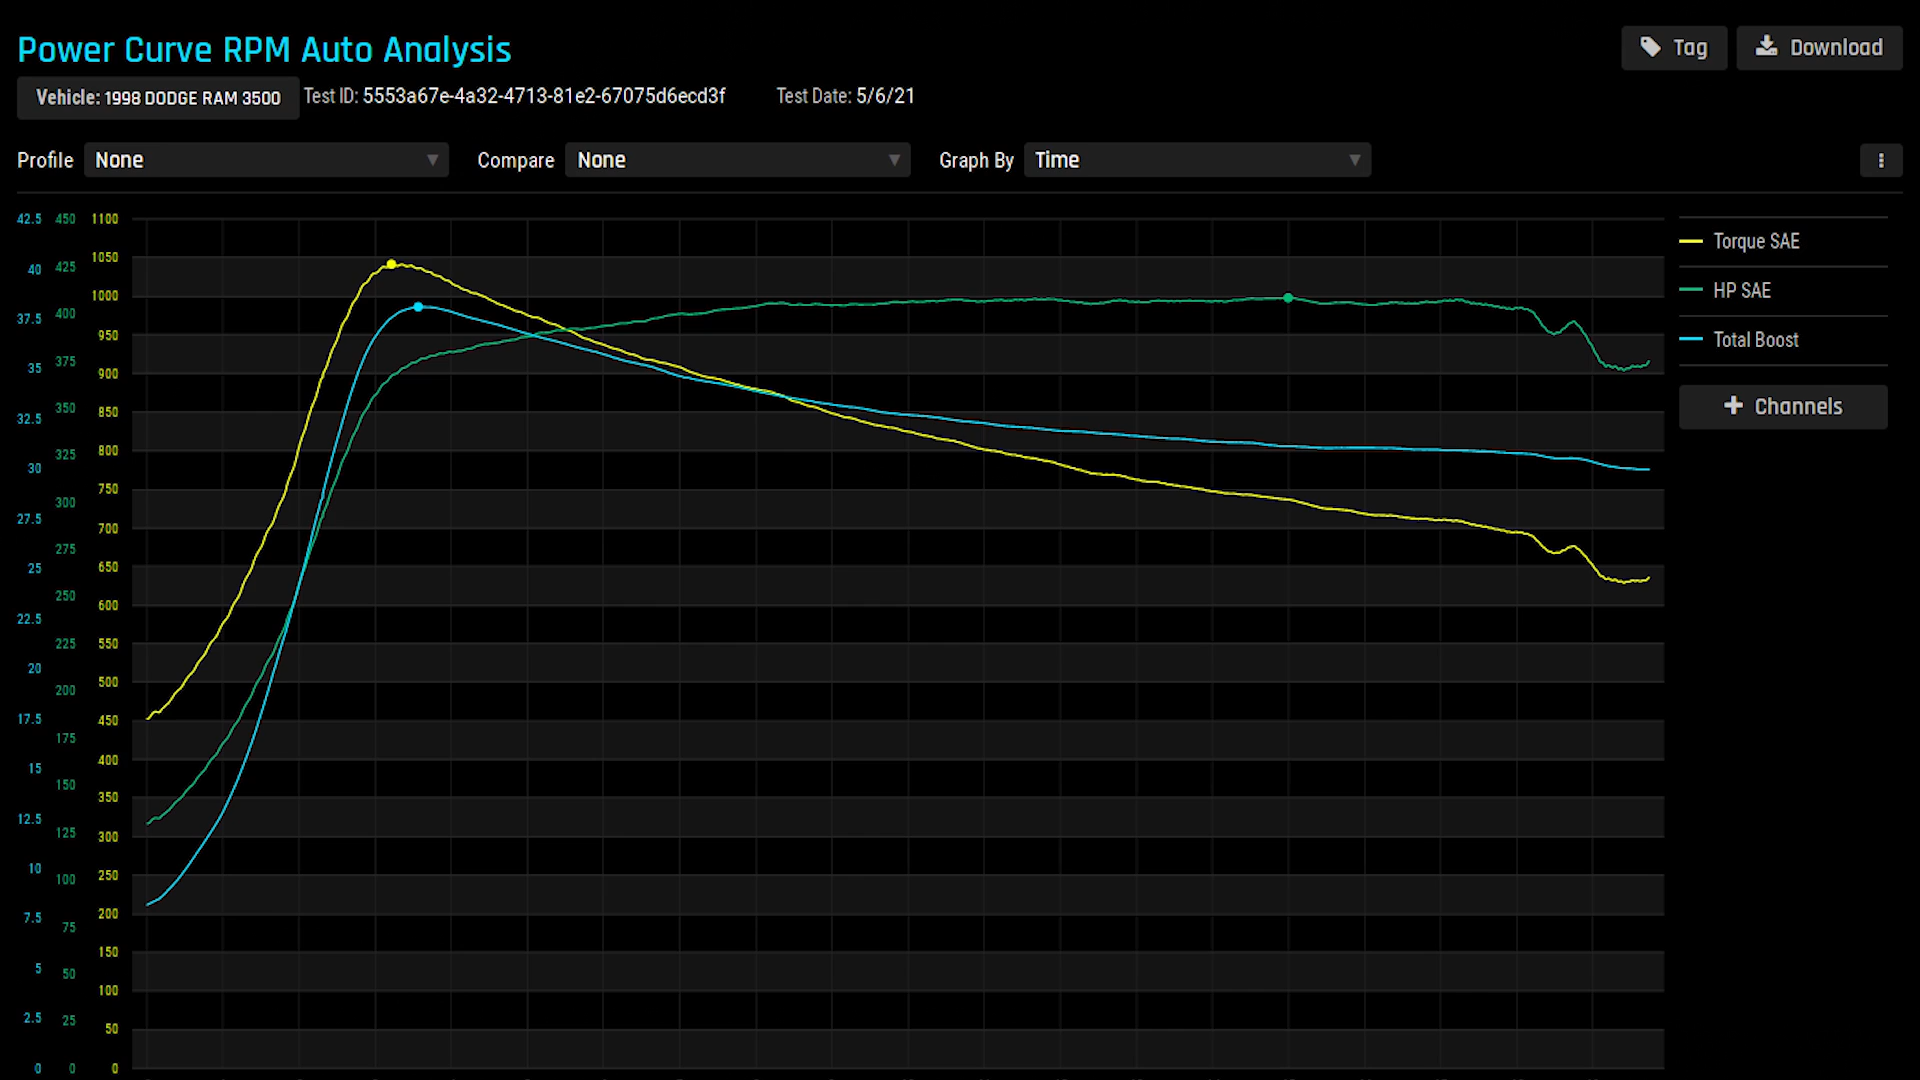 Power Curve RPM Auto Analysis
Tag
Download
Vehicle: 1998 DODGE RAM 3500
Test ID: 5553a67e-4a32-4713-81e2-67075d6ecd3f
Test Date: 5/6/21
Profile None
Compare None
Graph By Time
42.5 450 1100
1050
40 425
1000
37.5 400
950
35 375 900
32.5 350 850
30 325 800
750
27.5 300
700
25 275 650
250 600
22.5
225 550
20 200 500
17.5 175 450
400
15 150
350
12.5 125 300
10 100 250
7.5 75 200
150
5 50
100
2.5 25 50
0 0 0
Torque SAE
HP SAE
Total Boost
+ Channels